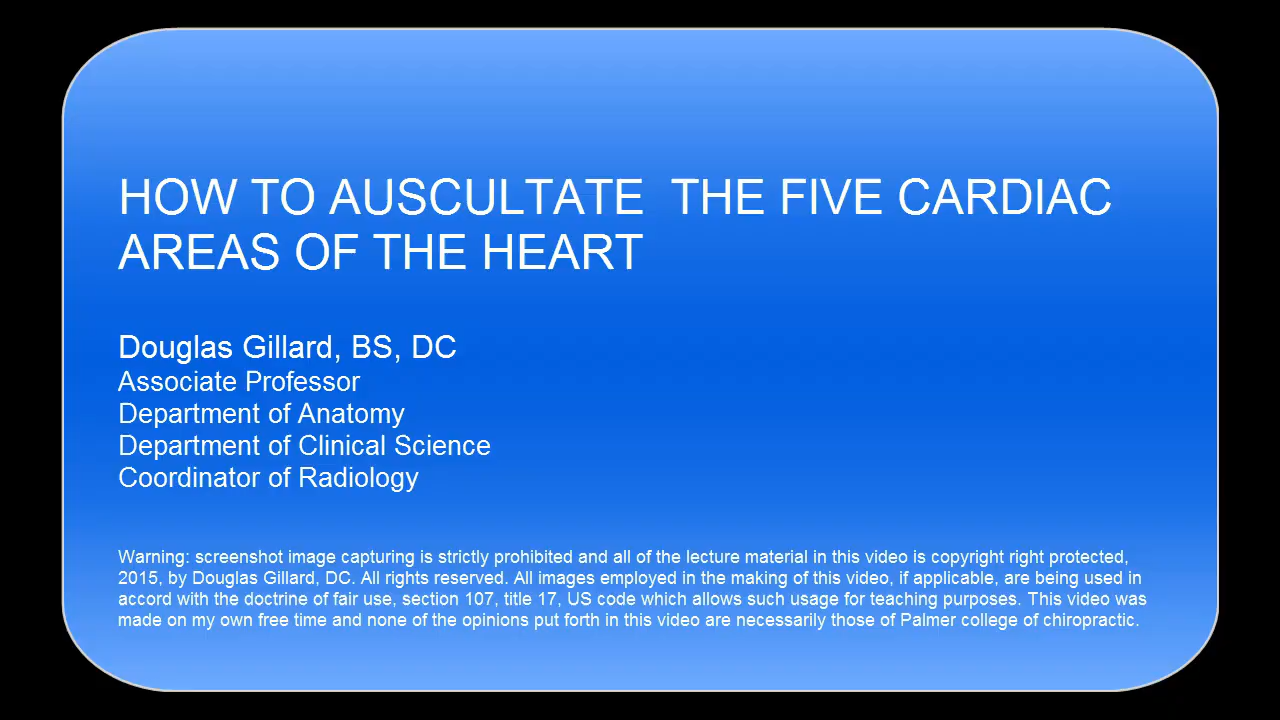 HOW TO AUSCULTATE  THE FIVE CARDIAC
AREAS OF THE HEART
Douglas Gillard, BS, DC
Associate Professor
Department of Anatomy
Department of Clinical Science
Coordinator of Radiology
Warning: screenshot image capturing is strictly prohibited and all of the lecture material in this video is copyright right protected,
2015, by Douglas Gillard, DC. All rights reserved. All images employed in the making of this video, if applicable, are being used in
accord with the doctrine of fair use, section 107, title 17, US code which allows such usage for teaching purposes. This video was
made on my own free time and none of the opinions put forth in this video are necessarily those of Palmer college of chiropractic.